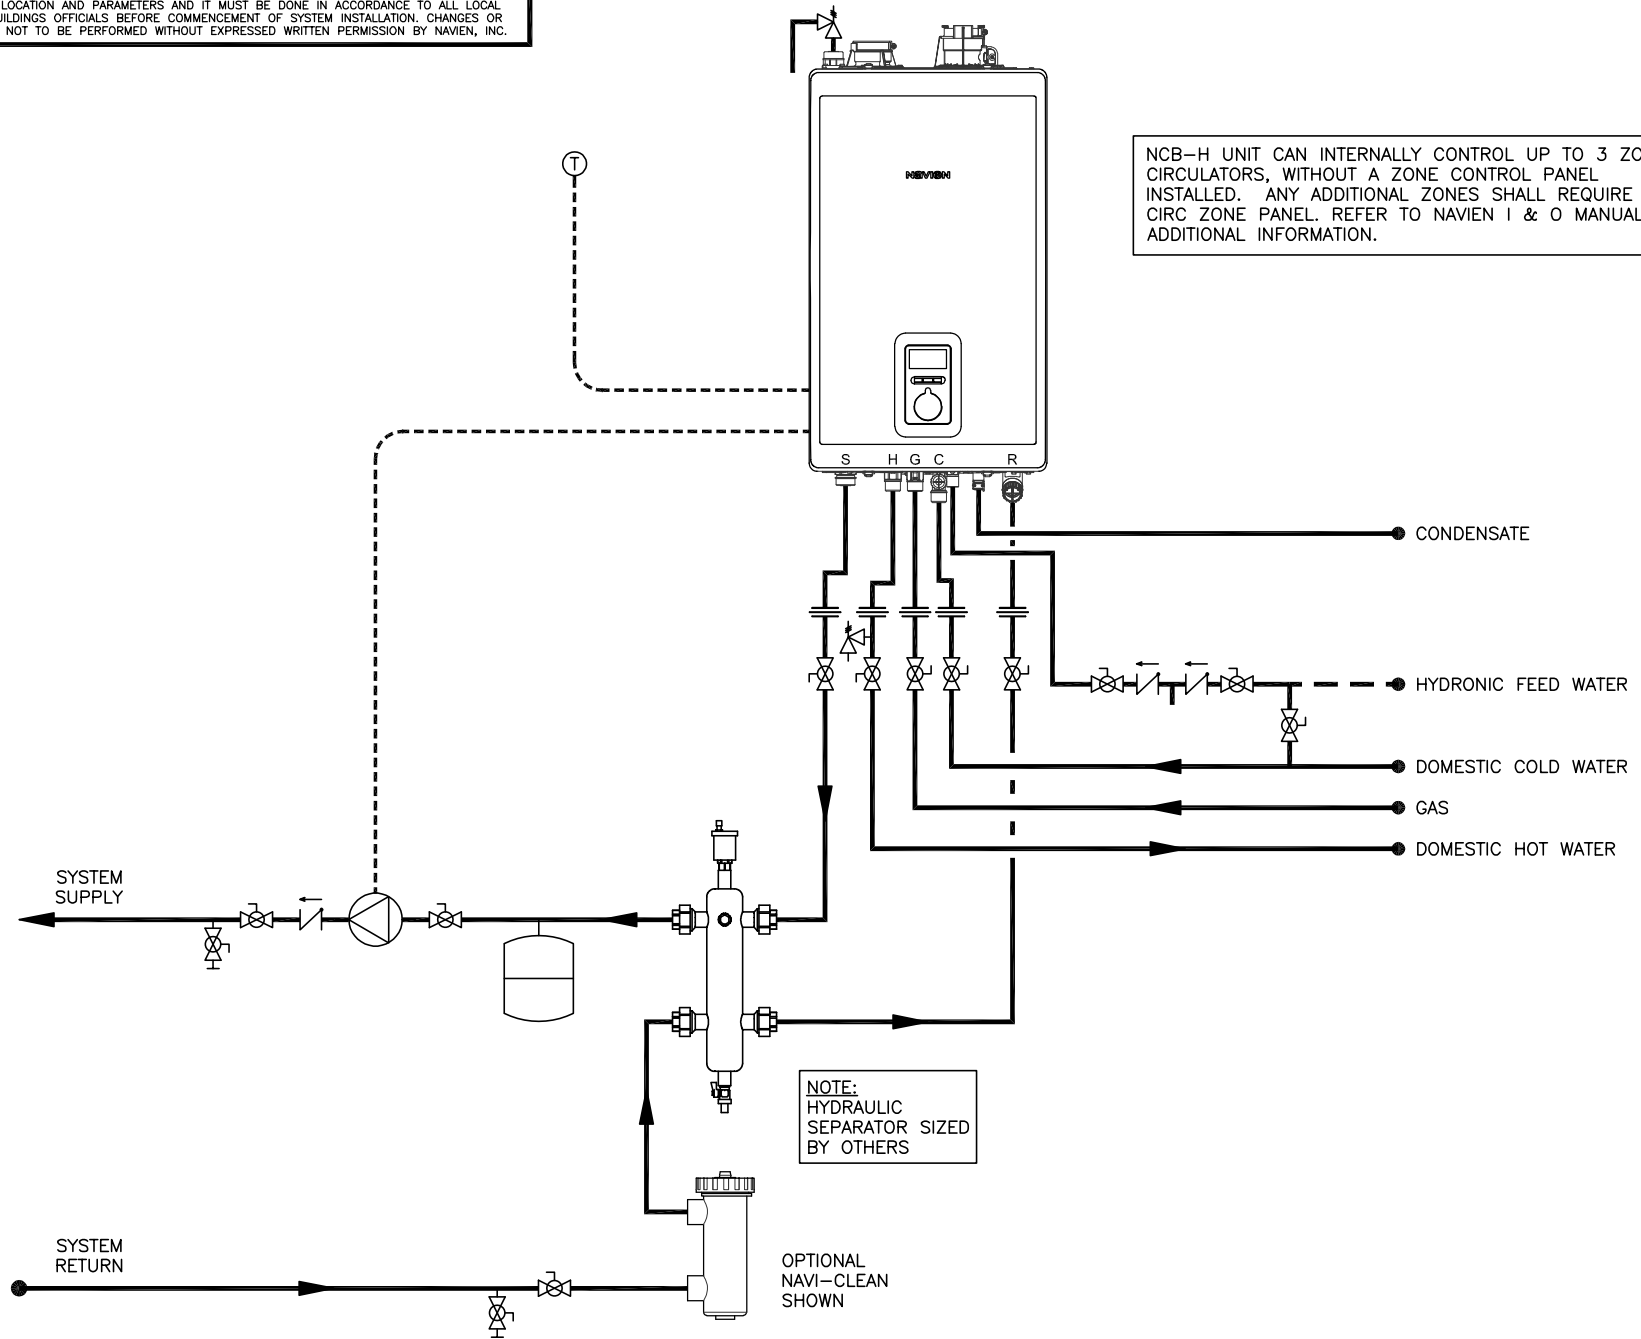 LOCATION AND PARAMETERS AND IT MUST BE DONE IN ACCORDANCE TO ALL LOCAL
BUILDINGS OFFICIALS BEFORE COMMENCEMENT OF SYSTEM INSTALLATION. CHANGES OR
NOT TO BE PERFORMED WITHOUT EXPRESSED WRITTEN PERMISSION BY NAVIEN, INC.
NCB-H UNIT CAN INTERNALLY CONTROL UP TO 3
CIRCULATORS, WITHOUT A ZONE CONTROL PANEL
INSTALLED. ANY ADDITIONAL ZONES SHALL REQUIRE
CIRC ZONE PANEL. REFER TO NAVIEN I & O MANUAL
ADDITIONAL INFORMATION.
T
NAVIEN
S H G C R
CONDENSATE
HYDRONIC FEED WATER
DOMESTIC COLD WATER
GAS
DOMESTIC HOT WATER
SYSTEM
SUPPLY
NOTE:
HYDRAULIC
SEPARATOR SIZED
BY OTHERS
SYSTEM
RETURN
OPTIONAL
NAVI-CLEAN
SHOWN